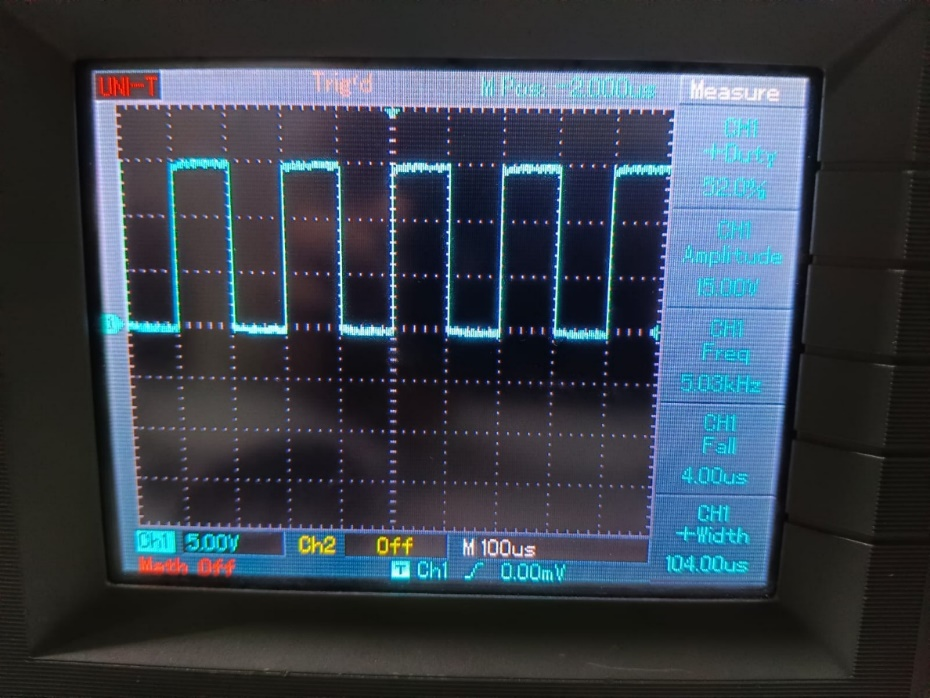 UNI-T Trig'd M Pos: -2.000us Measure
CH1
+Duty
52.0%
CH1
Amplitude
15.00V
CH1
Freq
5.03kHz
CH1
Fall
4.00us
CH1
+Width
104.00us
Ch1 5.00V Ch2 Off M 100us
Math Off T Ch1 0.00mV